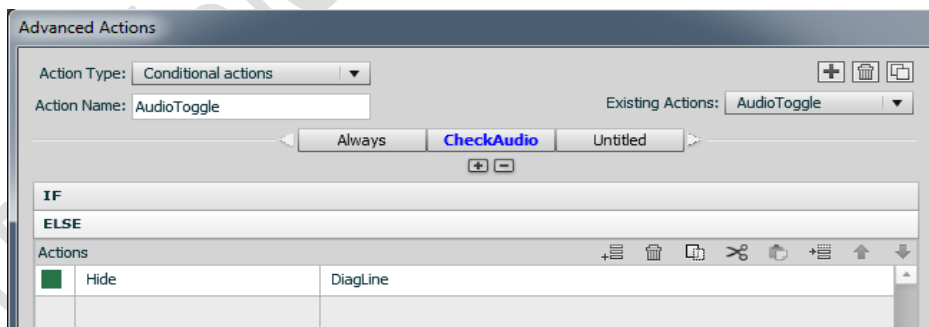 Advanced Actions
Action Type: Conditional actions
Action Name: AudioToggle Existing Actions: AudioToggle
Always CheckAudio Untitled
IF
ELSE
Actions
Hide DiagLine